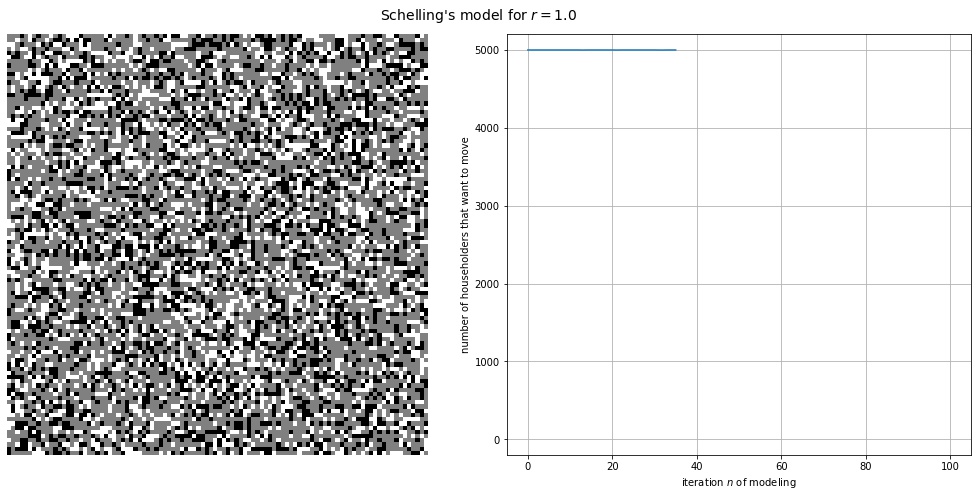 Schelling's model for r = 1.0
5000
4000
3000
2000
1000
0
number of householders that want to move
0 20 40 60 80 100
iteration n of modeling